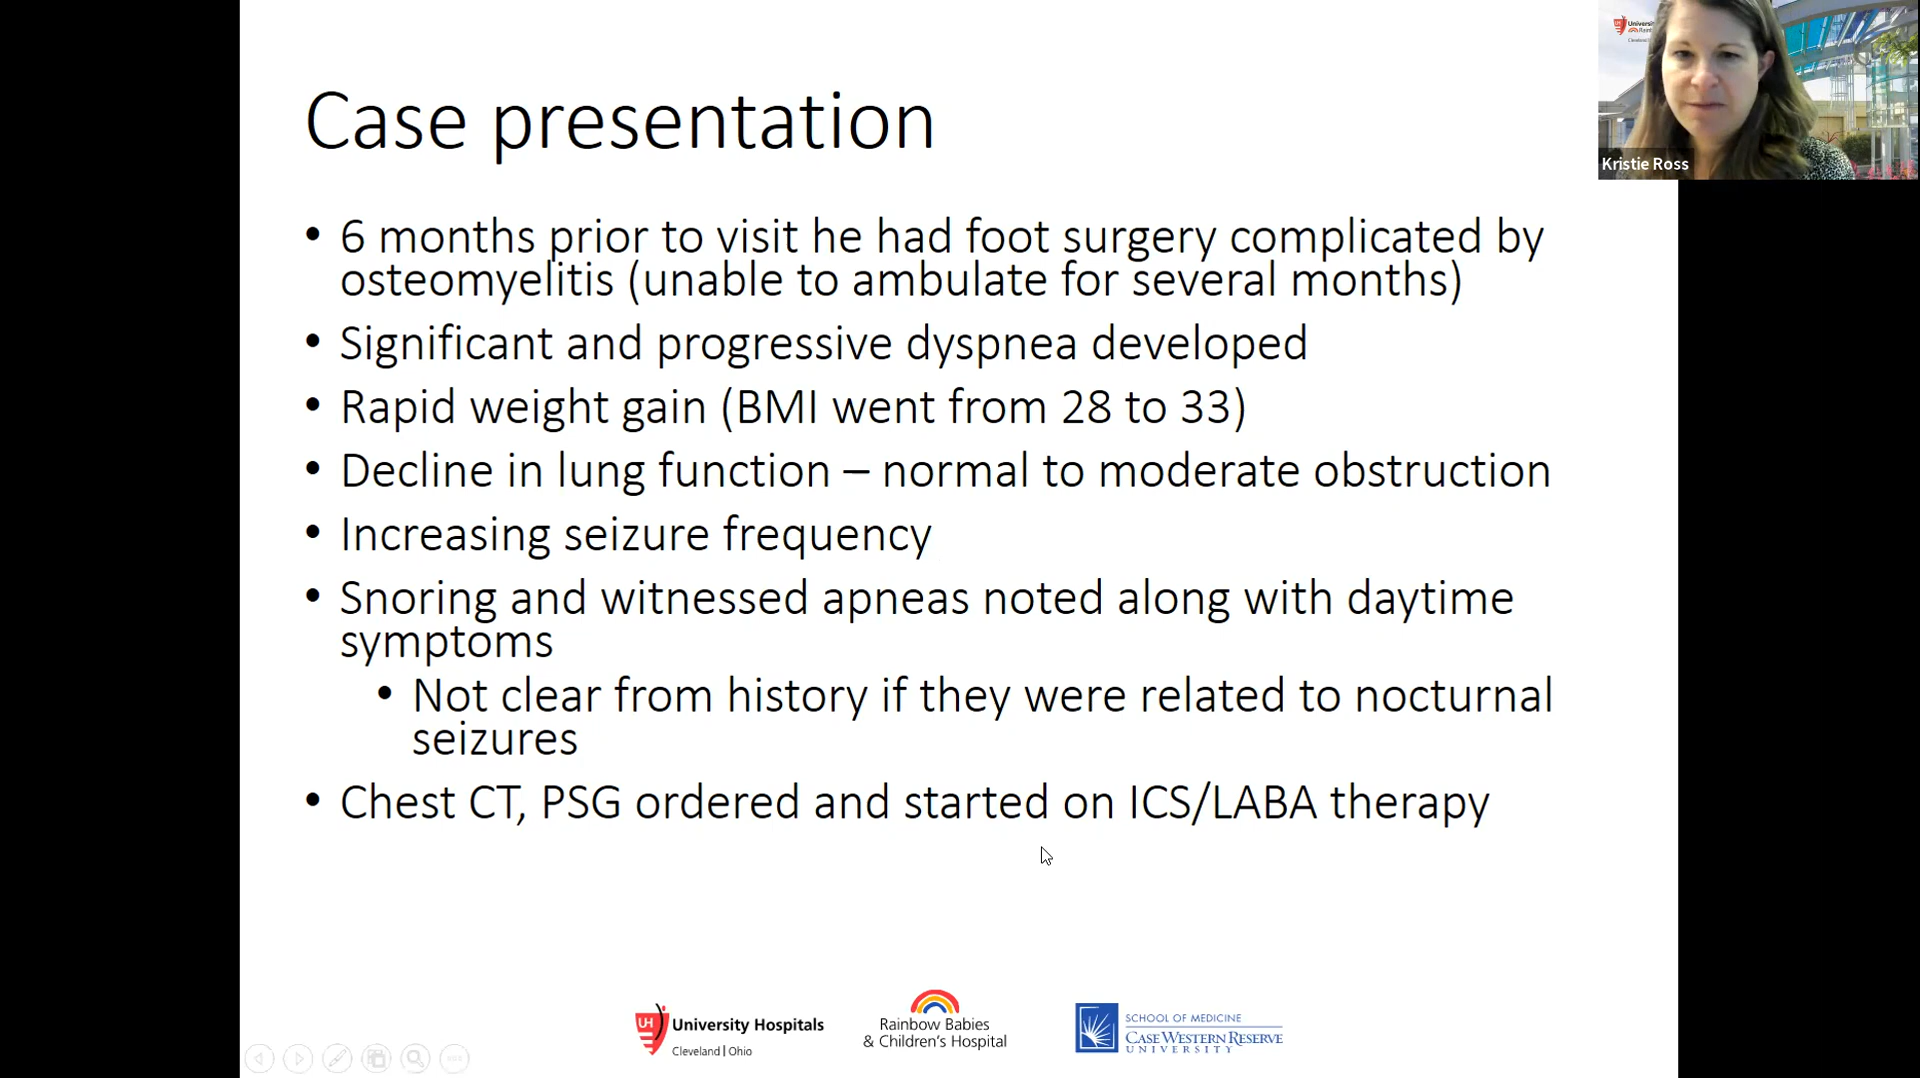 Case presentation
• 6 months prior to visit he had foot surgery complicated by
osteomyelitis (unable to ambulate for several months)
• Significant and progressive dyspnea developed
• Rapid weight gain (BMI went from 28 to 33)
• Decline in lung function – normal to moderate obstruction
• Increasing seizure frequency
• Snoring and witnessed apneas noted along with daytime
symptoms
• Not clear from history if they were related to nocturnal
seizures
• Chest CT, PSG ordered and started on ICS/LABA therapy
Kristie Ross
UH
University Hospitals
Cleveland | Ohio
Rainbow Babies
& Children's Hospital
SCHOOL OF MEDICINE
CASE WESTERN RESERVE
UNIVERSITY